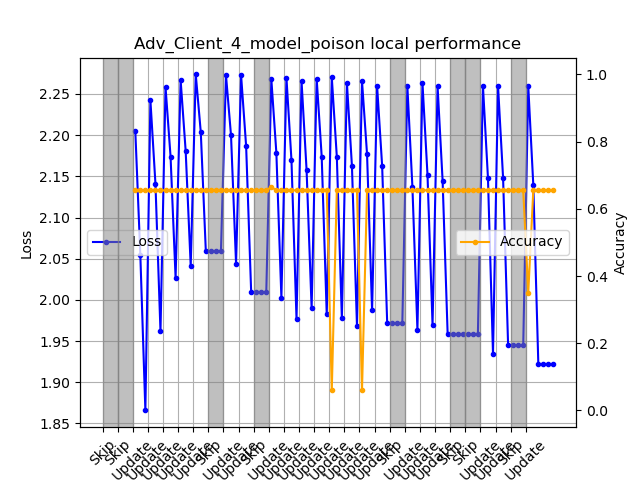 Adv_Client_4_model_poison local performance
2.25
2.20
2.15
2.10
2.05
2.00
1.95
1.90
1.85
Loss
1.0
0.8
0.6
0.4
0.2
0.0
Accuracy
Loss
Accuracy
Skip
Skip
Update
Update
Update
Update
Update
Skip
Update
Update
Skip
Update
Update
Update
Update
Update
Update
Update
Update
Skip
Update
Update
Update
Skip
Skip
Update
Update
Skip
Update